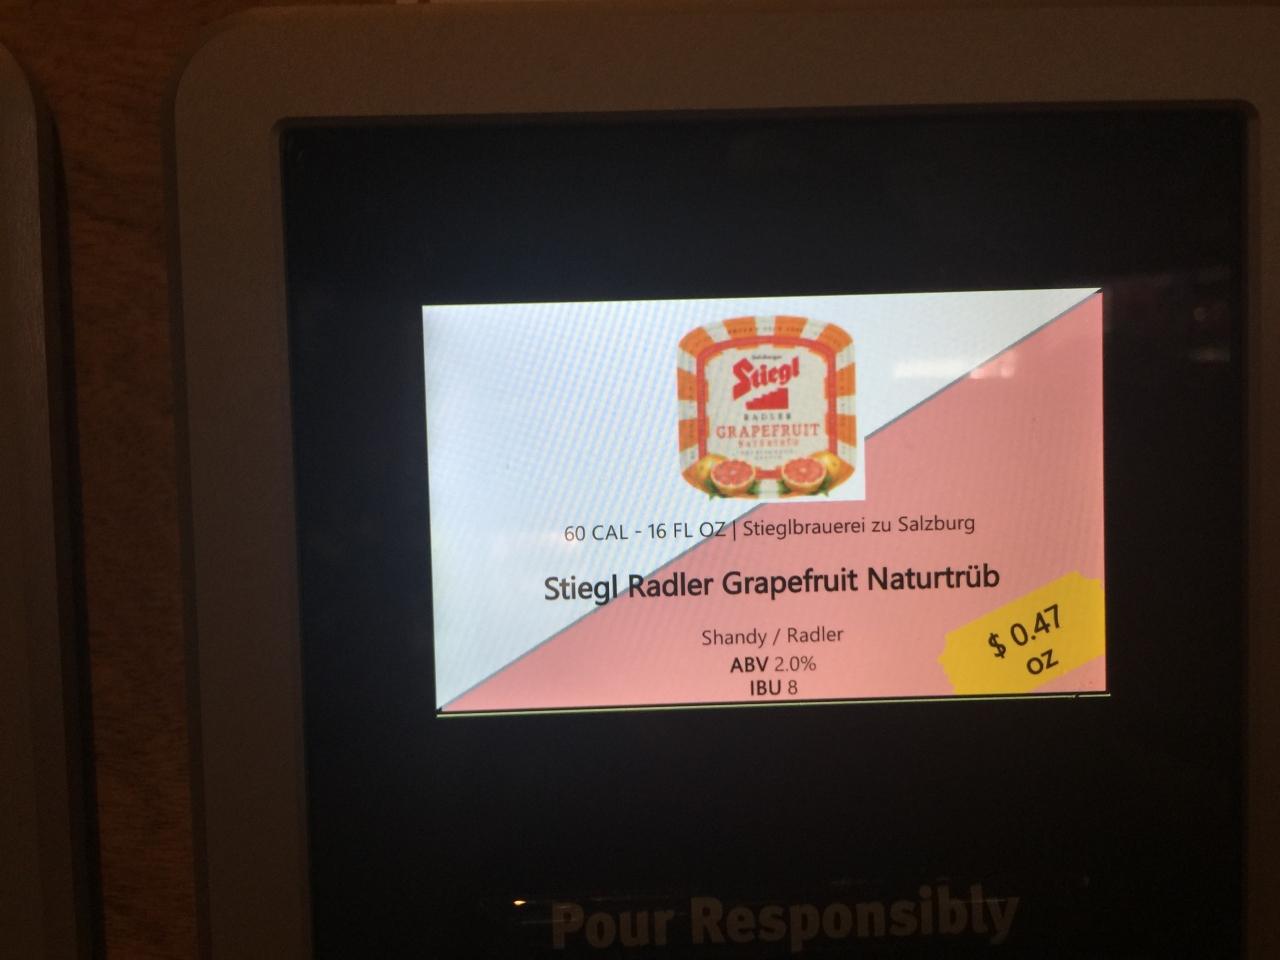 Stiegl
RADLER
GRAPEFRUIT
NATURTRÜB
60 CAL - 16 FL OZ | Stieglbrauerei zu Salzburg
Stiegl Radler Grapefruit Naturtrüb
Shandy / Radler
ABV 2.0%
IBU 8
$ 0.47
OZ
Pour Responsibly